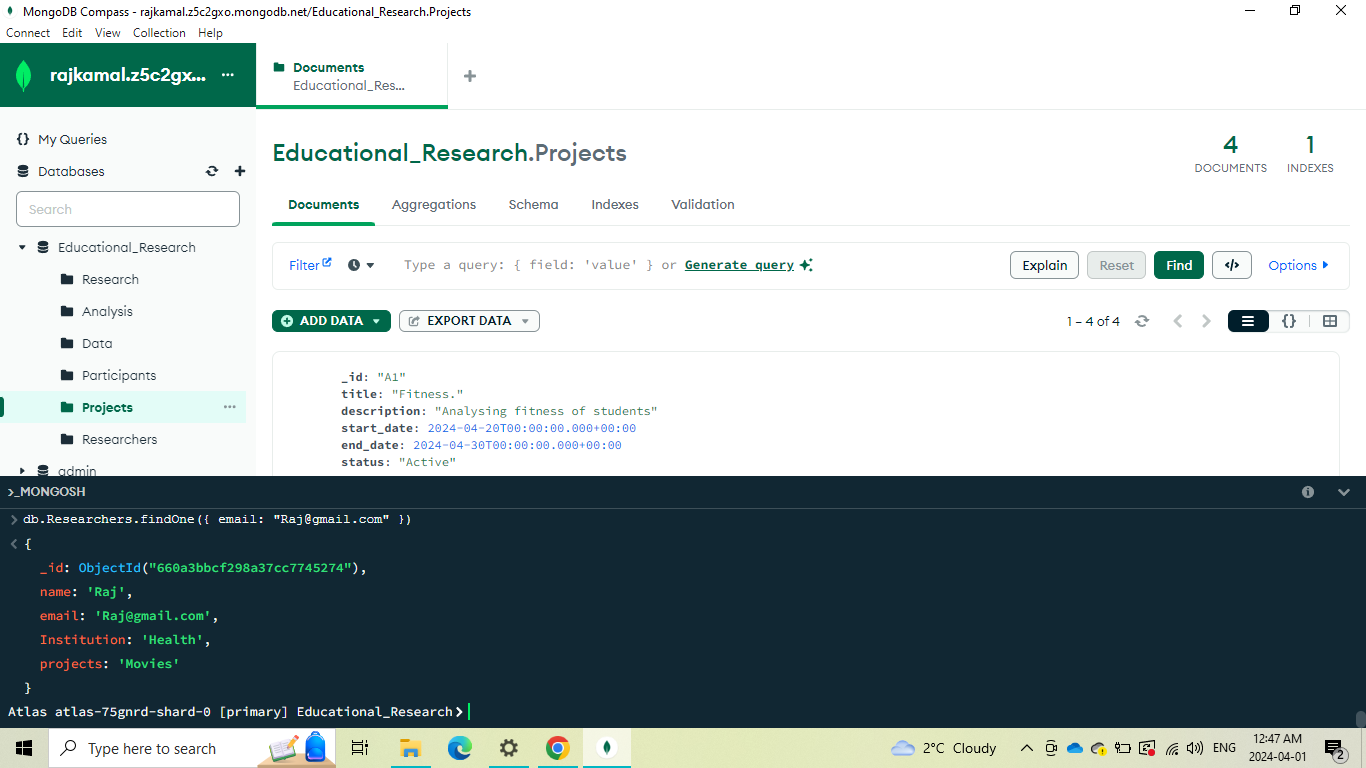 MongoDB Compass - rajkamal.z5c2gxo.mongodb.net/Educational_Research.Projects
Connect Edit View Collection Help
rajkamal.z5c2gx... ...
Documents
Educational_Res...
+
{} My Queries
Databases
Search
Educational_Research
Research
Analysis
Data
Participants
Projects ...
Researchers
admin
Educational_Research.Projects
4
DOCUMENTS
1
INDEXES
Documents Aggregations Schema Indexes Validation
Filter Type a query: { field: 'value' } or Generate query Explain Reset Find </> Options
ADD DATA EXPORT DATA 1 – 4 of 4 {}
_id: "A1"
title: "Fitness."
description: "Analysing fitness of students"
start_date: 2024-04-20T00:00:00.000+00:00
end_date: 2024-04-30T00:00:00.000+00:00
status: "Active"
>_MONGOSH
> db.Researchers.findOne({ email: "Raj@gmail.com" })
< {
_id: ObjectId("660a3bbcf298a37cc7745274"),
name: 'Raj',
email: 'Raj@gmail.com',
Institution: 'Health',
projects: 'Movies'
}
Atlas atlas-75gnrd-shard-0 [primary] Educational_Research>
Type here to search
2°C Cloudy
ENG
12:47 AM
2024-04-01
2